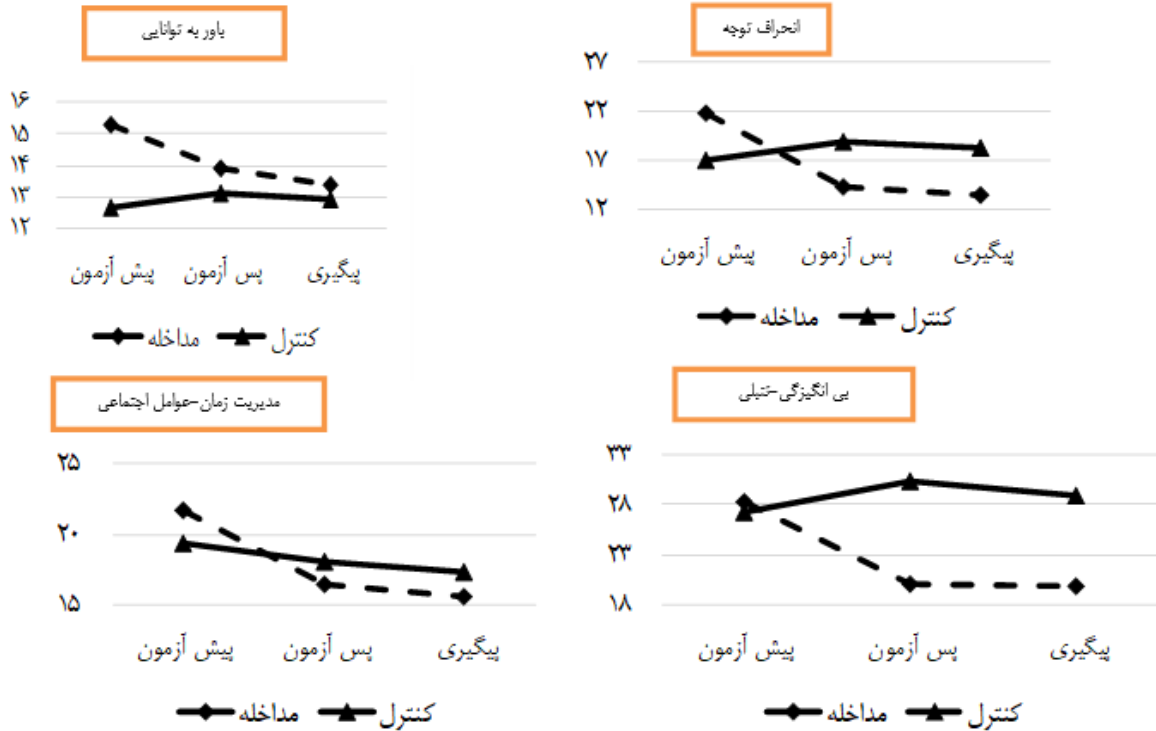 باور به توانایی
۱۶
۱۵
۱۴
۱۳
۱۲
پیش آزمون پس آزمون پیگیری
مداخله کنترل
انحراف توجه
۲۷
۲۲
۱۷
۱۲
پیش آزمون پس آزمون پیگیری
مداخله کنترل
مدیریت زمان-عوامل اجتماعی
۲۵
۲۰
۱۵
پیش آزمون پس آزمون پیگیری
مداخله کنترل
بی انگیزگی-تنبلی
۳۳
۲۸
۲۳
۱۸
پیش آزمون پس آزمون پیگیری
مداخله کنترل